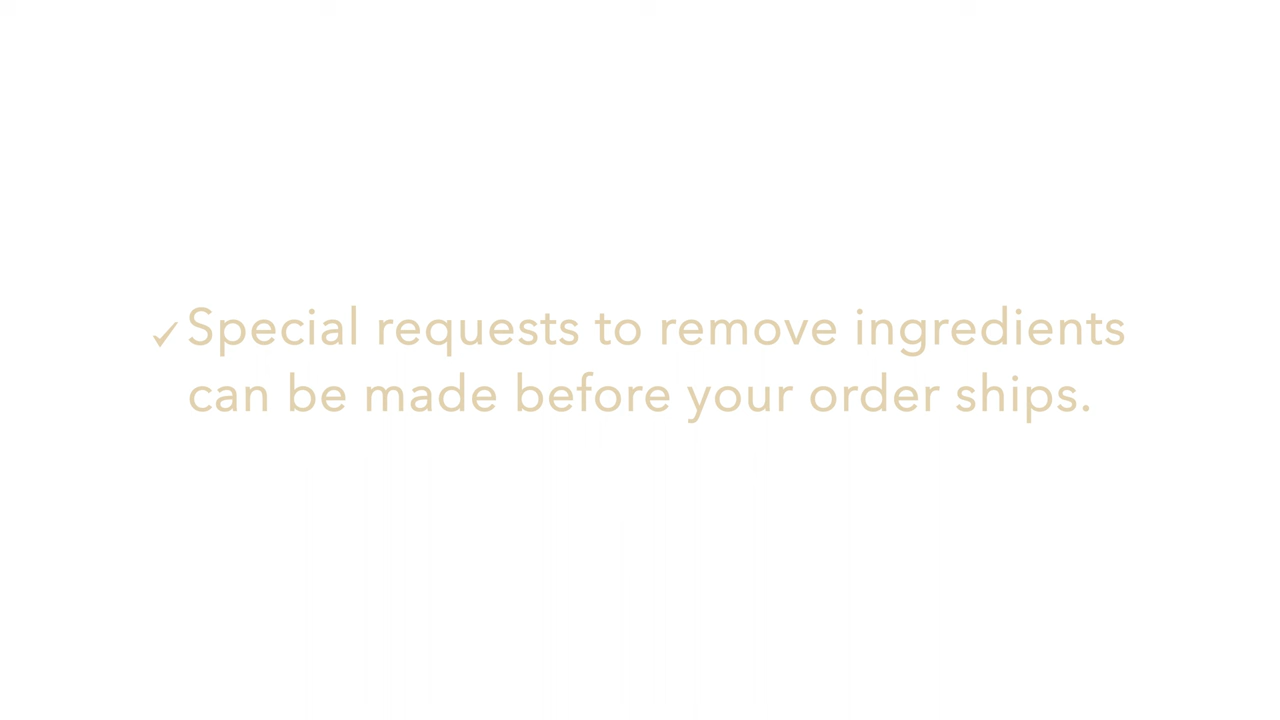 ✓Special requests to remove ingredients
can be made before your order ships.